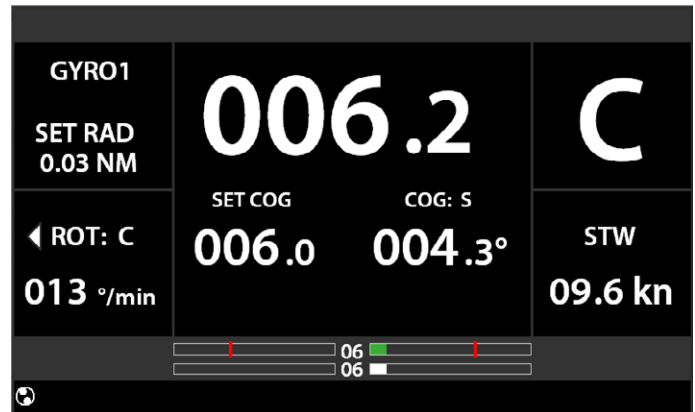 GYRO1
SET RAD
0.03 NM
006.2
C
SET COG
006.0
COG: S
004.3°
ROT: C
013 °/min
STW
09.6 kn
06
06